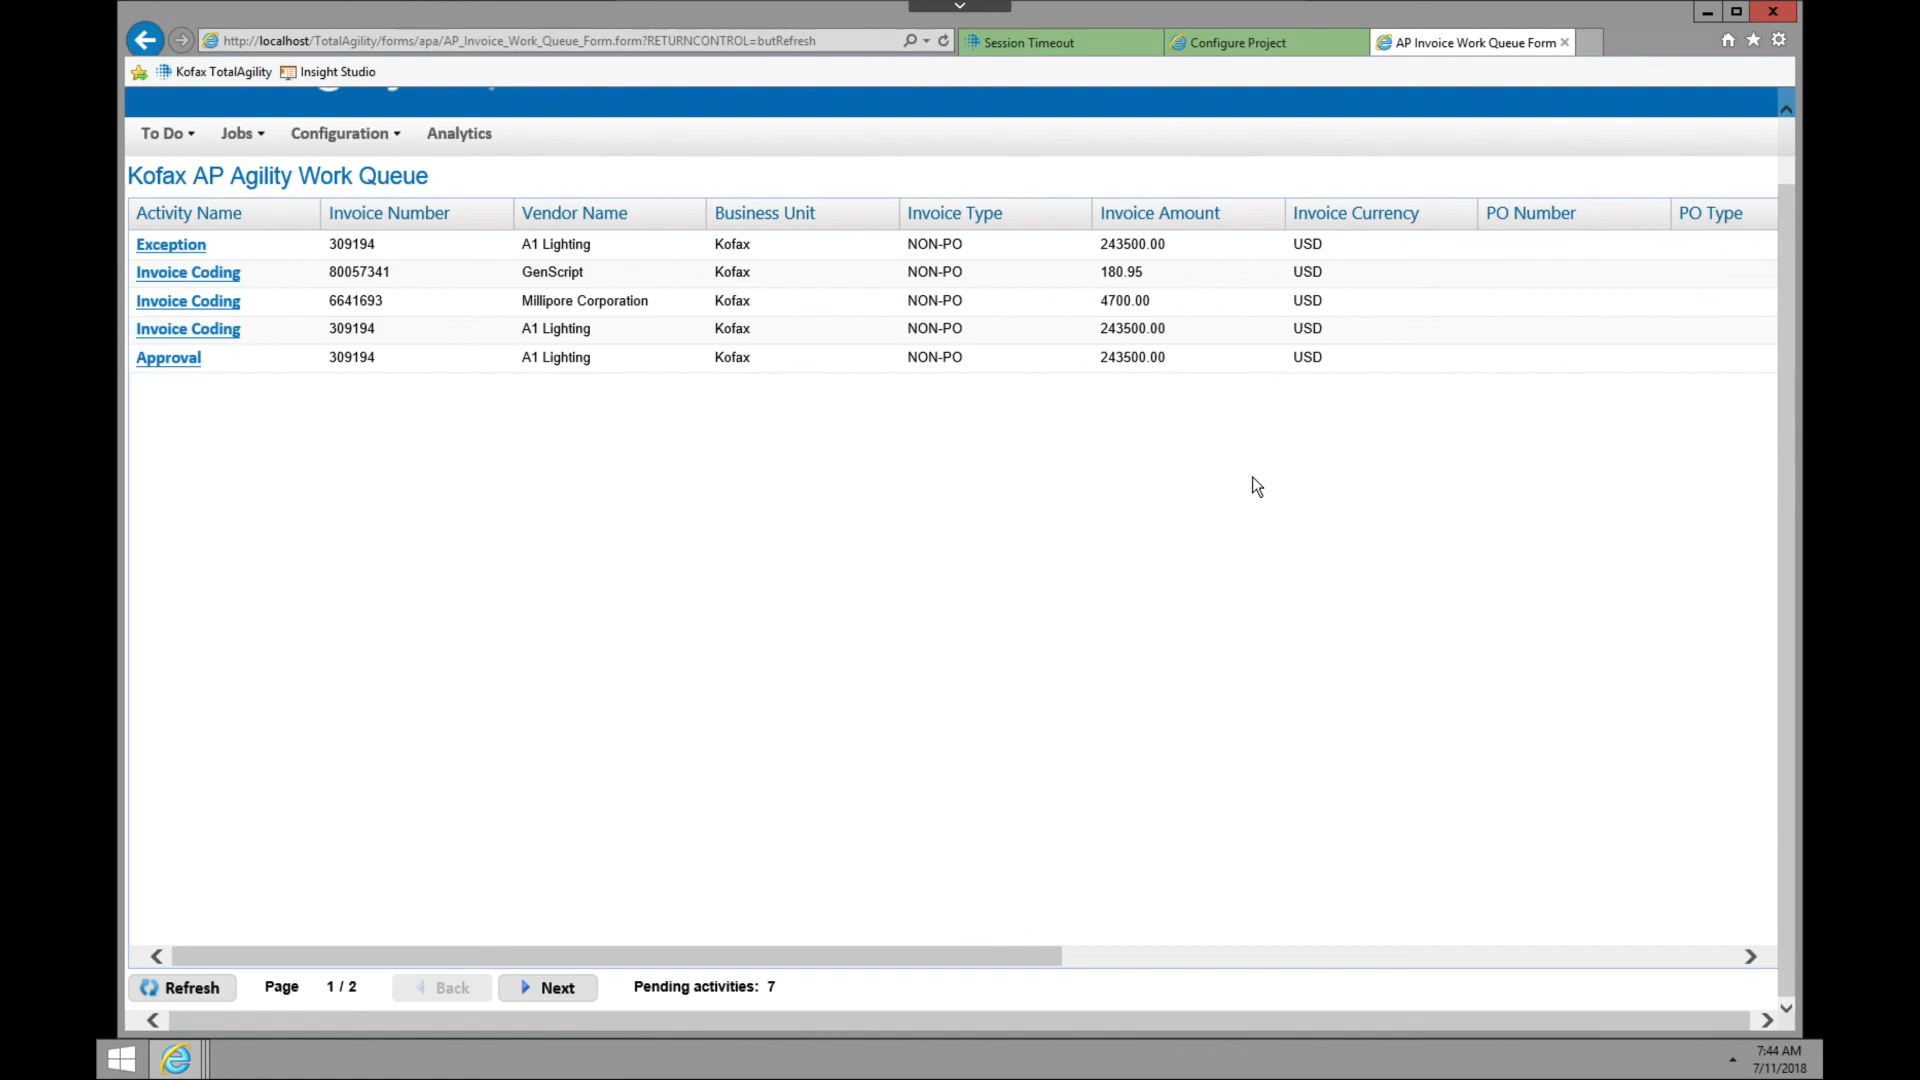 http://localhost/TotalAgility/forms/apa/AP_Invoice_Work_Queue_Form.form?RETURNCONTROL=butRefresh Session Timeout Configure Project AP Invoice Work Queue Form
Kofax TotalAgility Insight Studio
To Do Jobs Configuration Analytics
Kofax AP Agility Work Queue
Activity Name Invoice Number Vendor Name Business Unit Invoice Type Invoice Amount Invoice Currency PO Number PO Type
Exception 309194 A1 Lighting Kofax NON-PO 243500.00 USD
Invoice Coding 80057341 GenScript Kofax NON-PO 180.95 USD
Invoice Coding 6641693 Millipore Corporation Kofax NON-PO 4700.00 USD
Invoice Coding 309194 A1 Lighting Kofax NON-PO 243500.00 USD
Approval 309194 A1 Lighting Kofax NON-PO 243500.00 USD
Refresh Page 1 / 2 Back Next Pending activities: 7
7:44 AM
7/11/2018